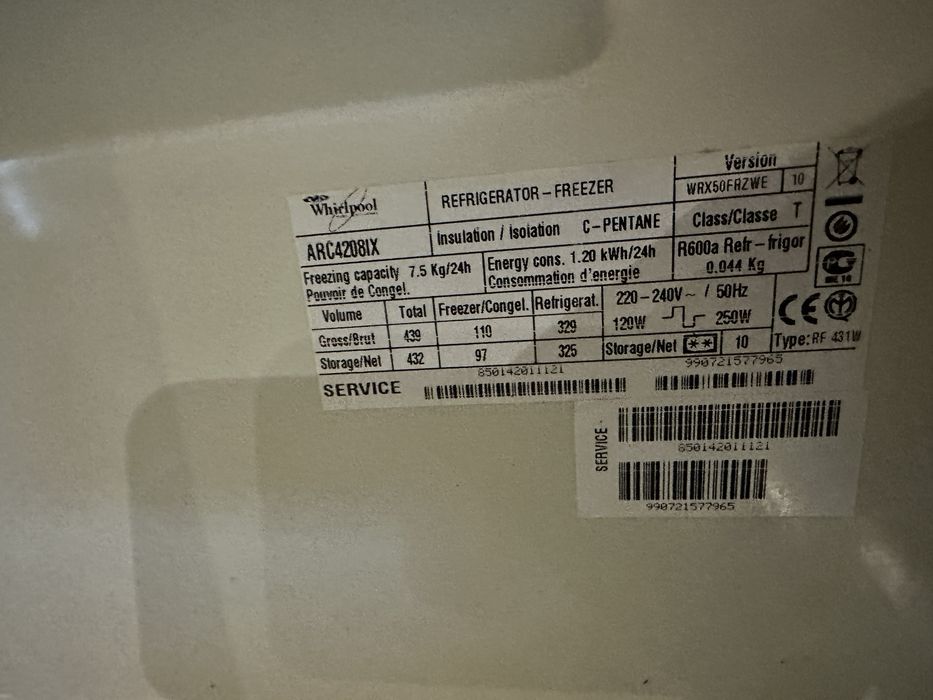 Whirlpool
REFRIGERATOR-FREEZER
Version
WRX50FRZWE 10
ARC4208IX
Insulation / Isolation C-PENTANE
Class/Classe T
Freezing capacity 7.5 Kg/24h
Pouvoir de Congel.
Energy cons. 1.20 kWh/24h
Consommation d'energie
R600a Refr-frigor
0.044 Kg
Volume Total Freezer/Congel. Refrigerat.
Gross/Brut 439 110 329
Storage/Net 432 97 325
220-240V~ / 50Hz
120W 250W
Storage/Net ** 10
CE
Type: RF 431W
SERVICE 850142011121 990721577965
SERVICE
850142011121
990721577965